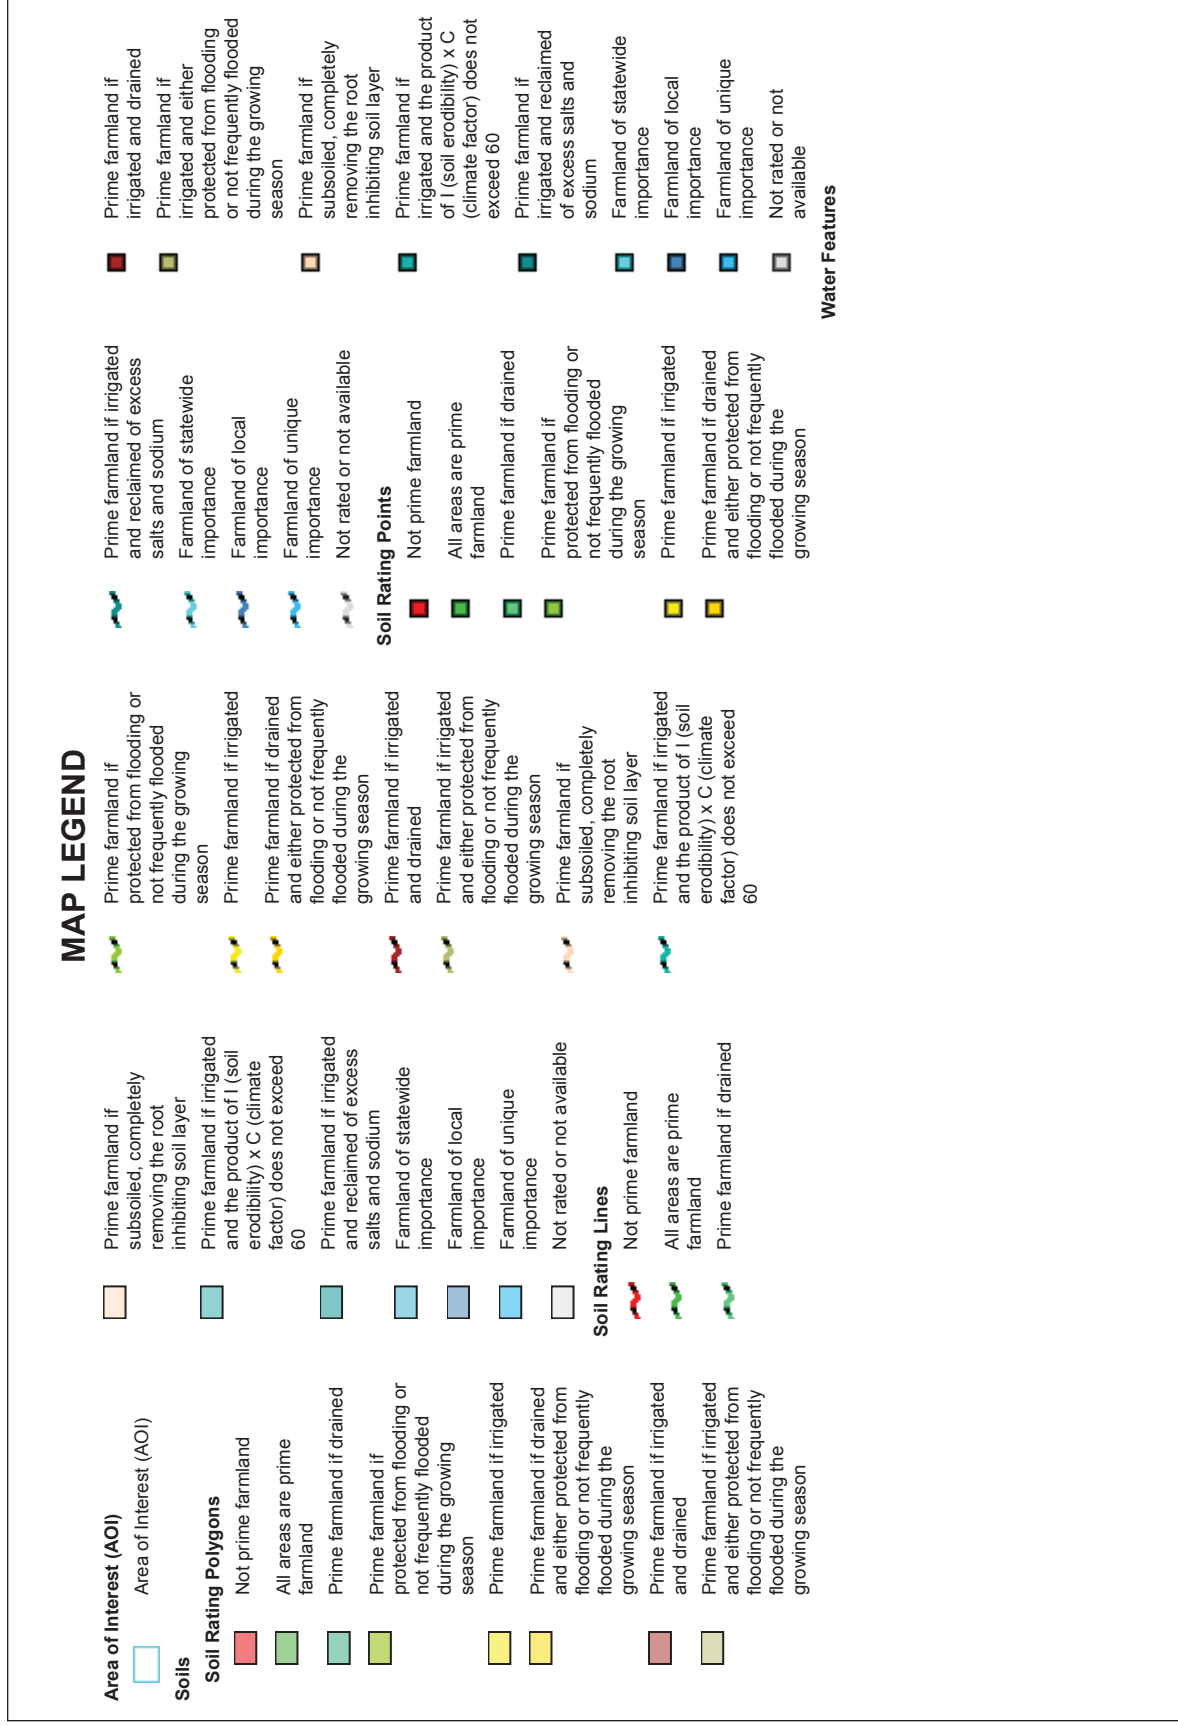 MAP LEGEND
Area of Interest (AOI)
Area of Interest (AOI)
Soils
Soil Rating Polygons
Not prime farmland
All areas are prime
farmland
Prime farmland if drained
Prime farmland if
protected from flooding or
not frequently flooded
during the growing
season
Prime farmland if irrigated
Prime farmland if drained
and either protected from
flooding or not frequently
flooded during the
growing season
Prime farmland if irrigated
and drained
Prime farmland if irrigated
and either protected from
flooding or not frequently
flooded during the
growing season
Prime farmland if
subsoiled, completely
removing the root
inhibiting soil layer
Prime farmland if irrigated
and the product of I (soil
erodibility) x C (climate
factor) does not exceed
60
Prime farmland if irrigated
and reclaimed of excess
salts and sodium
Farmland of statewide
importance
Farmland of local
importance
Farmland of unique
importance
Not rated or not available
Soil Rating Lines
Not prime farmland
All areas are prime
farmland
Prime farmland if drained
Prime farmland if
protected from flooding or
not frequently flooded
during the growing
season
Prime farmland if irrigated
Prime farmland if drained
and either protected from
flooding or not frequently
flooded during the
growing season
Prime farmland if irrigated
and drained
Prime farmland if irrigated
and either protected from
flooding or not frequently
flooded during the
growing season
Prime farmland if
subsoiled, completely
removing the root
inhibiting soil layer
Prime farmland if irrigated
and the product of I (soil
erodibility) x C (climate
factor) does not exceed
60
Prime farmland if irrigated
and reclaimed of excess
salts and sodium
Farmland of statewide
importance
Farmland of local
importance
Farmland of unique
importance
Not rated or not available
Soil Rating Points
Not prime farmland
All areas are prime
farmland
Prime farmland if drained
Prime farmland if
protected from flooding or
not frequently flooded
during the growing
season
Prime farmland if irrigated
Prime farmland if drained
and either protected from
flooding or not frequently
flooded during the
growing season
Prime farmland if
irrigated and drained
Prime farmland if
irrigated and either
protected from flooding
or not frequently flooded
during the growing
season
Prime farmland if
subsoiled, completely
removing the root
inhibiting soil layer
Prime farmland if
irrigated and the product
of I (soil erodibility) x C
(climate factor) does not
exceed 60
Prime farmland if
irrigated and reclaimed
of excess salts and
sodium
Farmland of statewide
importance
Farmland of local
importance
Farmland of unique
importance
Not rated or not
available
Water Features